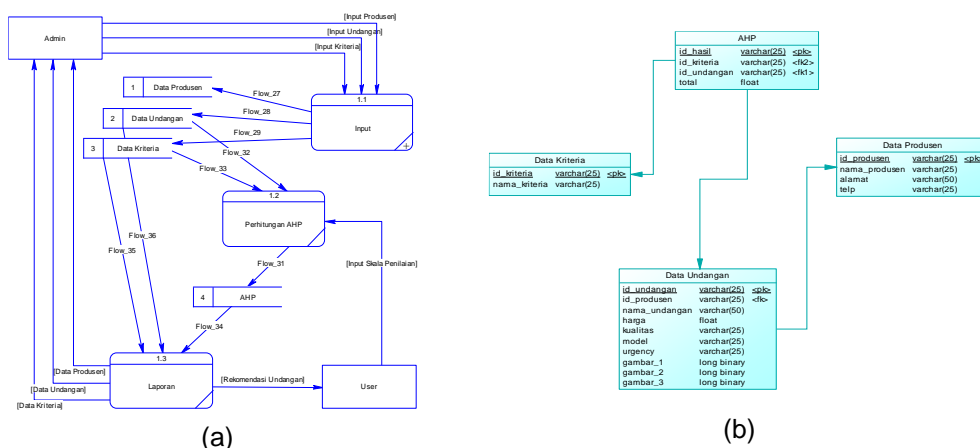 Admin
[Input Produsen]
[Input Undangan]
[Input Kriteria]
1 Data Produsen
Flow_27
1.1
Input
2 Data Undangan
Flow_28
Flow_29
3 Data Kriteria
Flow_32
Flow_33
1.2
Perhitungan AHP
Flow_35
Flow_36
Flow_31
[Input Skala Penilaian]
4 AHP
Flow_34
1.3
Laporan
[Data Produsen]
[Data Undangan]
[Data Kriteria]
[Rekomendasi Undangan]
User
(a)
AHP
id_hasil varchar(25) <pk>
id_kriteria varchar(25) <fk2>
id_undangan varchar(25) <fk1>
total float
Data Kriteria
id_kriteria varchar(25) <pk>
nama_kriteria varchar(25)
Data Produsen
id_produsen varchar(25) <pk>
nama_produsen varchar(25)
alamat varchar(50)
telp varchar(25)
Data Undangan
id_undangan varchar(25) <pk>
id_produsen varchar(25) <fk>
nama_undangan varchar(50)
harga float
kualitas varchar(25)
model varchar(25)
urgency varchar(25)
gambar_1 long binary
gambar_2 long binary
gambar_3 long binary
(b)